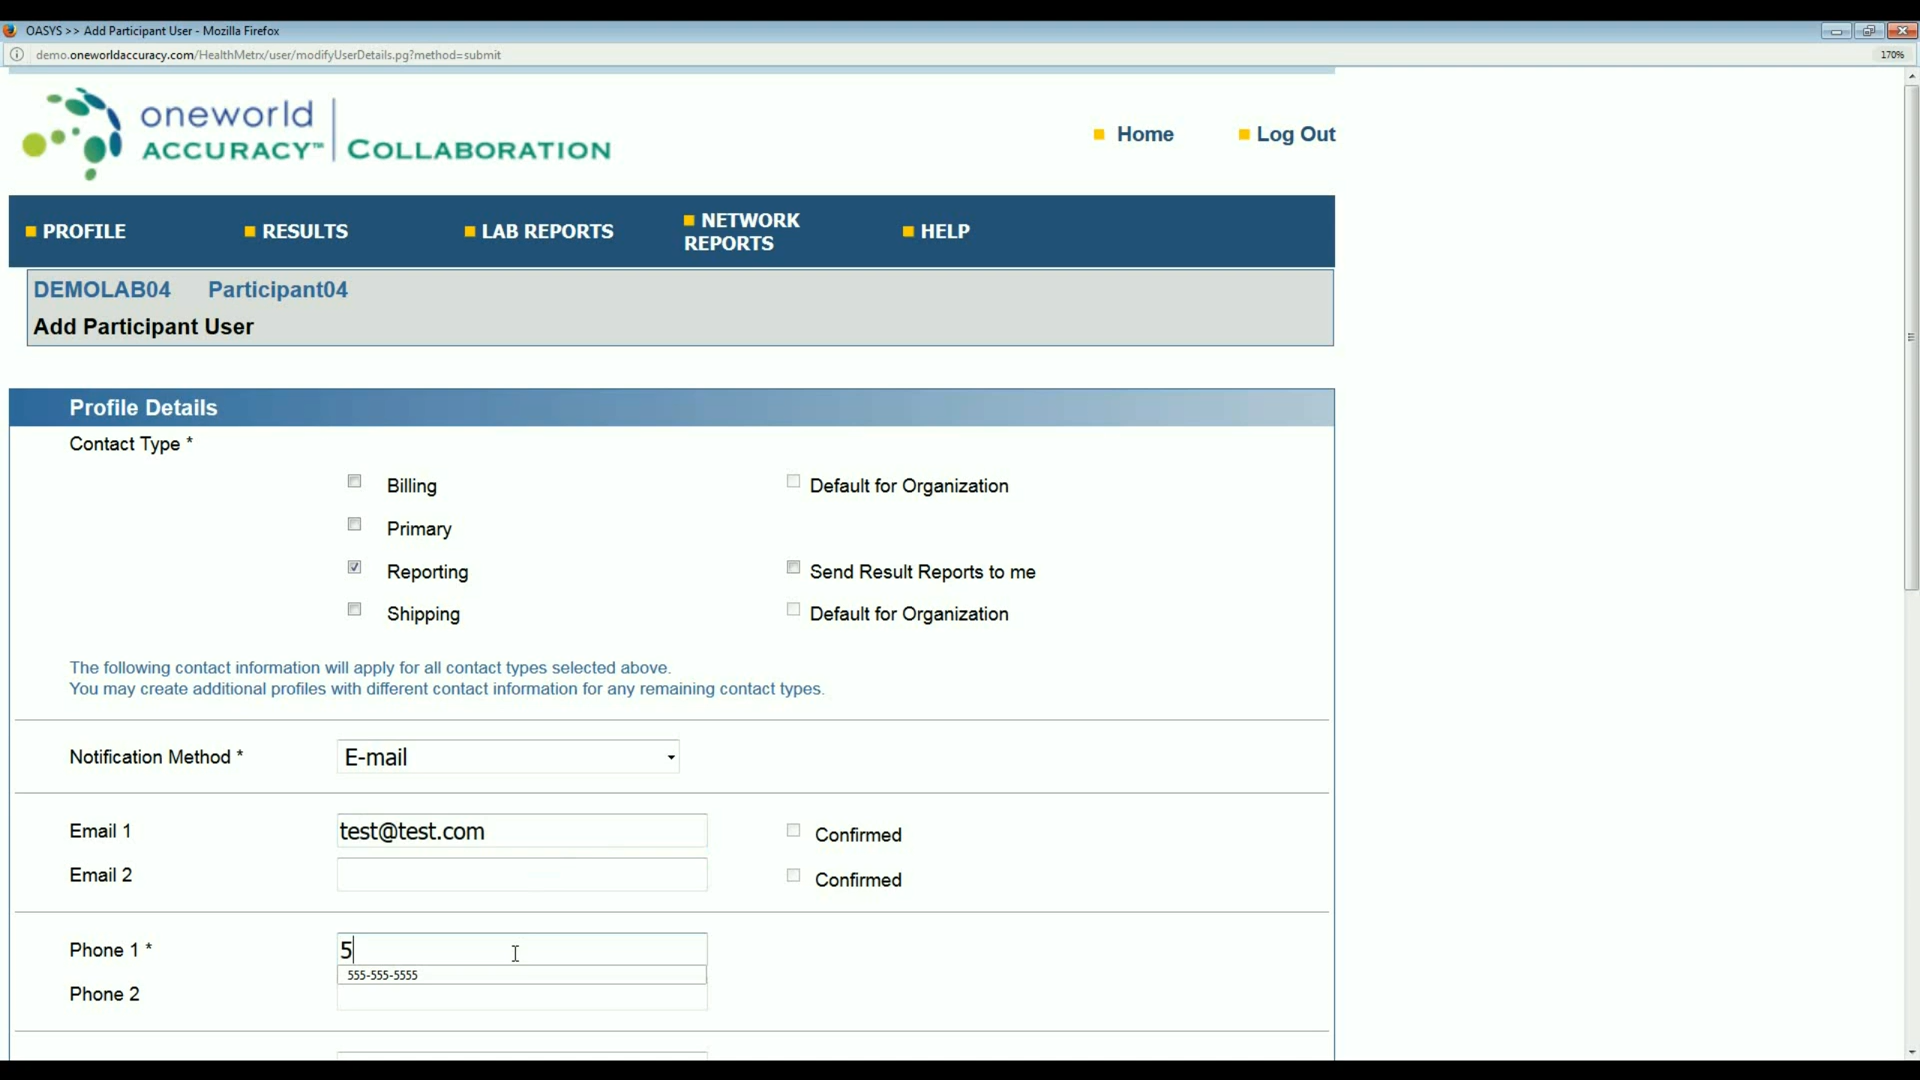 OASYS >> Add Participant User - Mozilla Firefox
demo.oneworldaccuracy.com/HealthMetrx/user/modifyUserDetails.pg?method=submit
170%
oneworld
ACCURACY™ COLLABORATION
Home
Log Out
PROFILE
RESULTS
LAB REPORTS
NETWORK
REPORTS
HELP
DEMOLAB04 Participant04
Add Participant User
Profile Details
Contact Type *
Billing
Default for Organization
Primary
Reporting
Send Result Reports to me
Shipping
Default for Organization
The following contact information will apply for all contact types selected above.
You may create additional profiles with different contact information for any remaining contact types.
Notification Method *
E-mail
Email 1
test@test.com
Confirmed
Email 2
Confirmed
Phone 1 *
5
555-555-5555
Phone 2